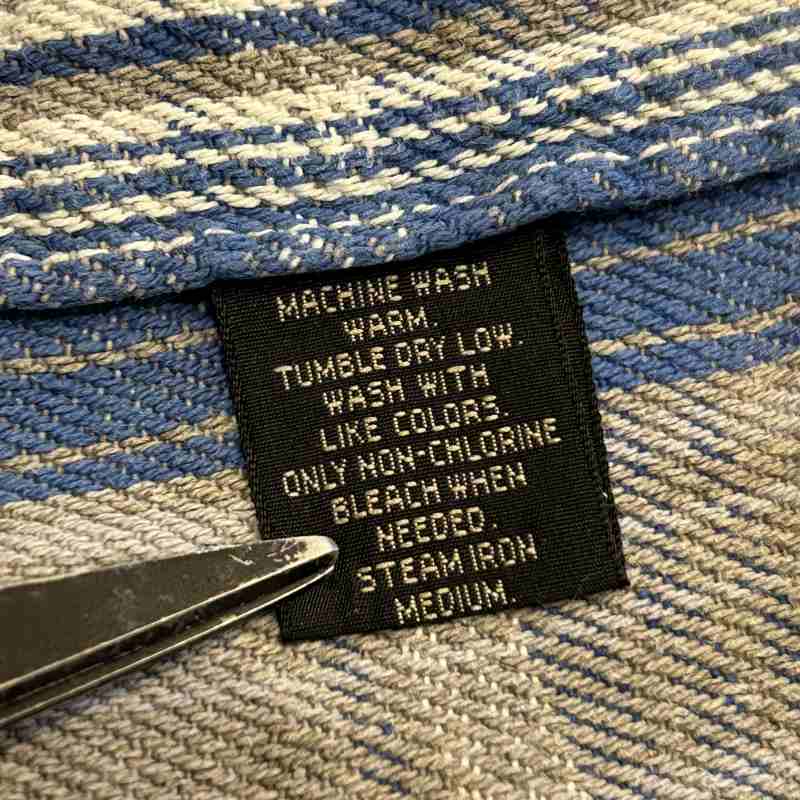 MACHINE WASH
WARM.
TUMBLE DRY LOW.
WASH WITH
LIKE COLORS.
ONLY NON-CHLORINE
BLEACH WHEN
NEEDED.
STEAM IRON
MEDIUM.